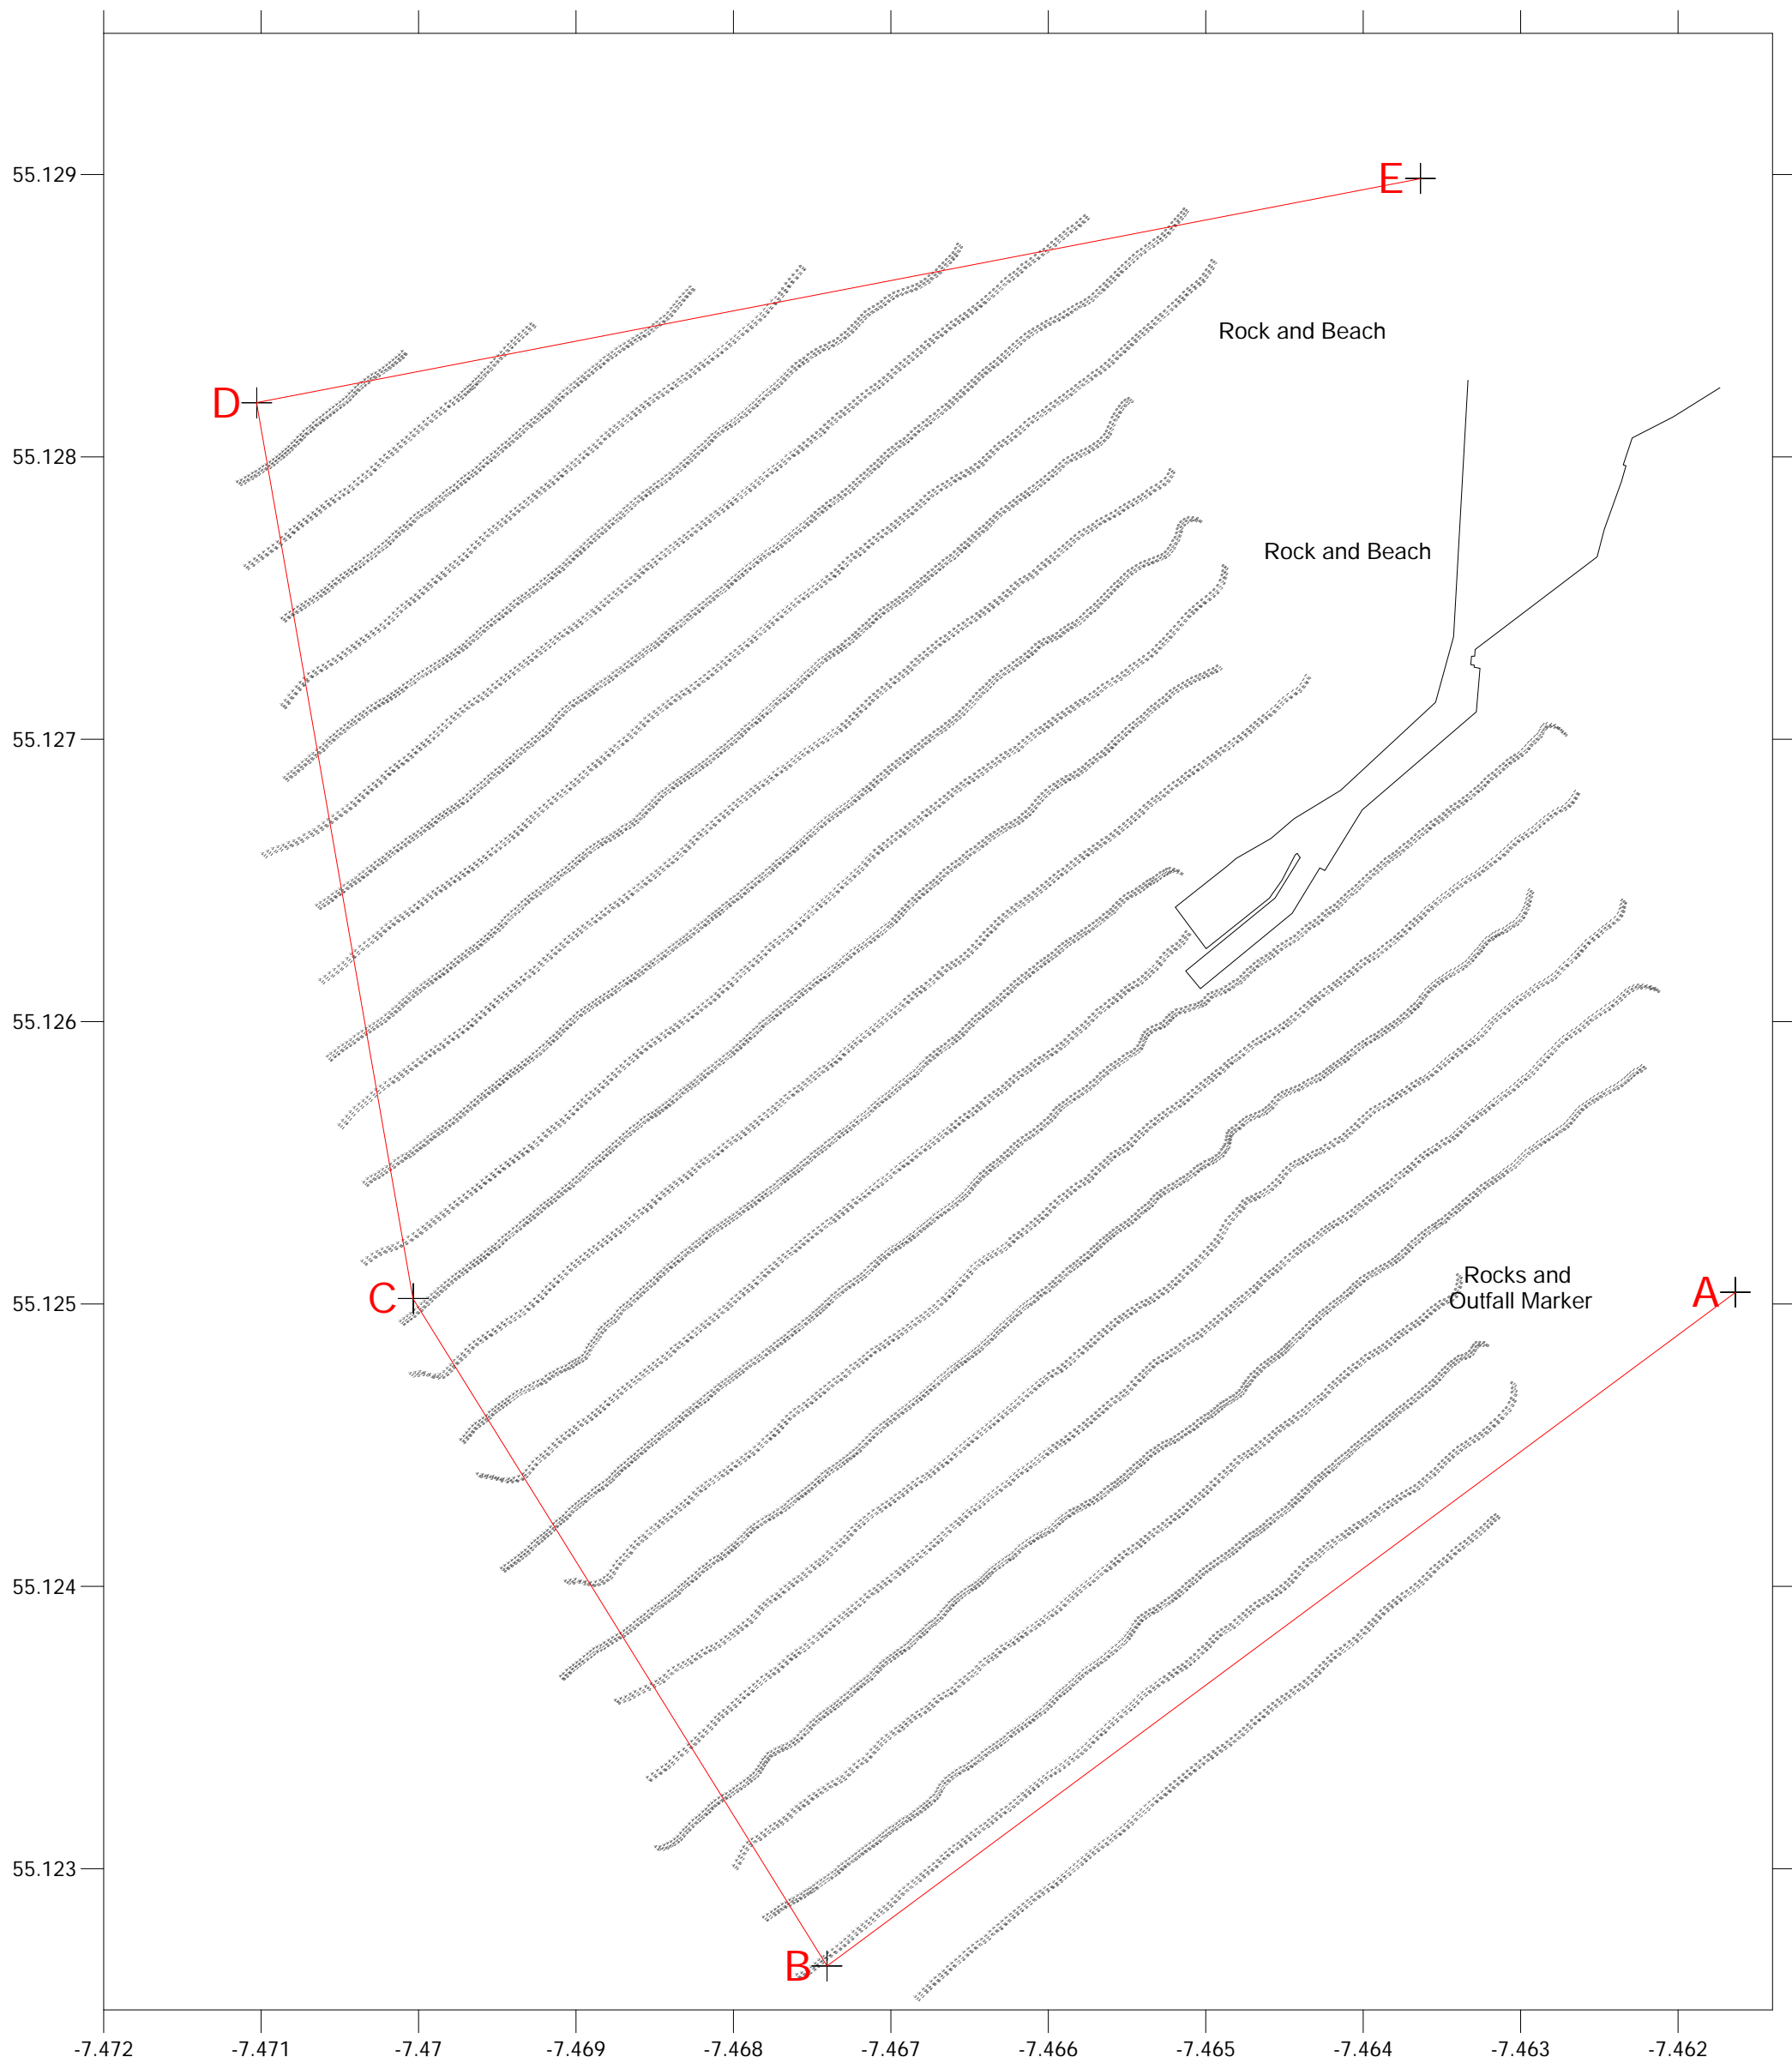 55.129
E
Rock and Beach
D
55.128
Rock and Beach
55.127
55.126
Rocks and
Outfall Marker
A
C
55.125
55.124
55.123
B
-7.472
-7.471
-7.47
-7.469
-7.468
-7.467
-7.466
-7.465
-7.464
-7.463
-7.462